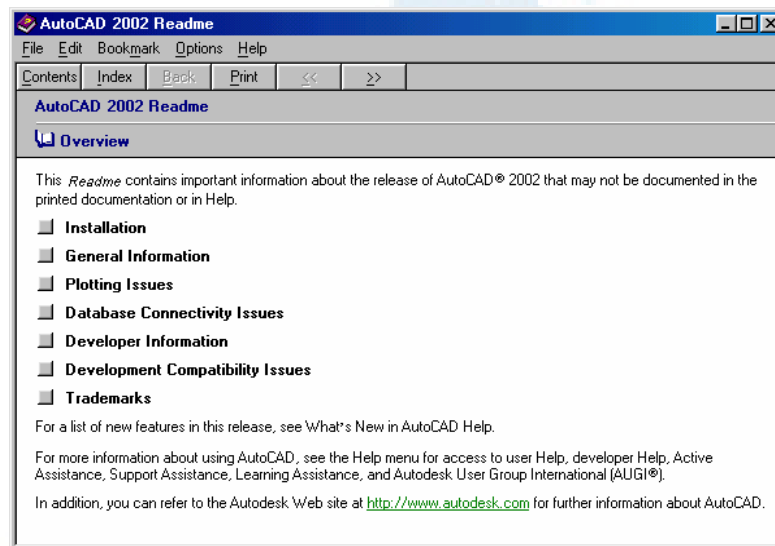 AutoCAD 2002 Readme
File Edit Bookmark Options Help
Contents Index Back Print << >>
AutoCAD 2002 Readme
Overview
This Readme contains important information about the release of AutoCAD® 2002 that may not be documented in the
printed documentation or in Help.
Installation
General Information
Plotting Issues
Database Connectivity Issues
Developer Information
Development Compatibility Issues
Trademarks
For a list of new features in this release, see What's New in AutoCAD Help.
For more information about using AutoCAD, see the Help menu for access to user Help, developer Help, Active
Assistance, Support Assistance, Learning Assistance, and Autodesk User Group International (AUGI®).
In addition, you can refer to the Autodesk Web site at http://www.autodesk.com for further information about AutoCAD.